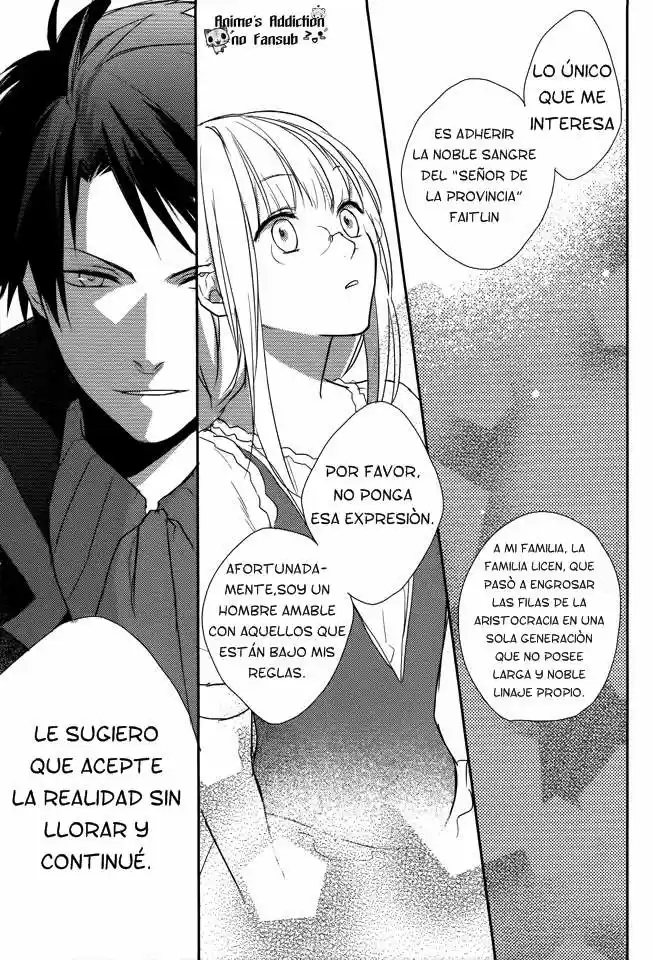 Anime's Addiction
no Fansub
LO ÚNICO
QUE ME
INTERESA
ES ADHERIR
LA NOBLE SANGRE
DEL "SEÑOR DE
LA PROVINCIA"
FAITLIN
A MI FAMILIA, LA
FAMILIA LICEN, QUE
PASÒ A ENGROSAR
LAS FILAS DE LA
ARISTOCRACIA EN UNA
SOLA GENERACIÒN
QUE NO POSEE
LARGA Y NOBLE
LINAJE PROPIO.
POR FAVOR,
NO PONGA
ESA EXPRESIÒN.
AFORTUNADA-
MENTE,SOY UN
HOMBRE AMABLE
CON AQUELLOS QUE
ESTÁN BAJO MIS
REGLAS.
LE SUGIERO
QUE ACEPTE
LA REALIDAD SIN
LLORAR Y
CONTINUÉ.